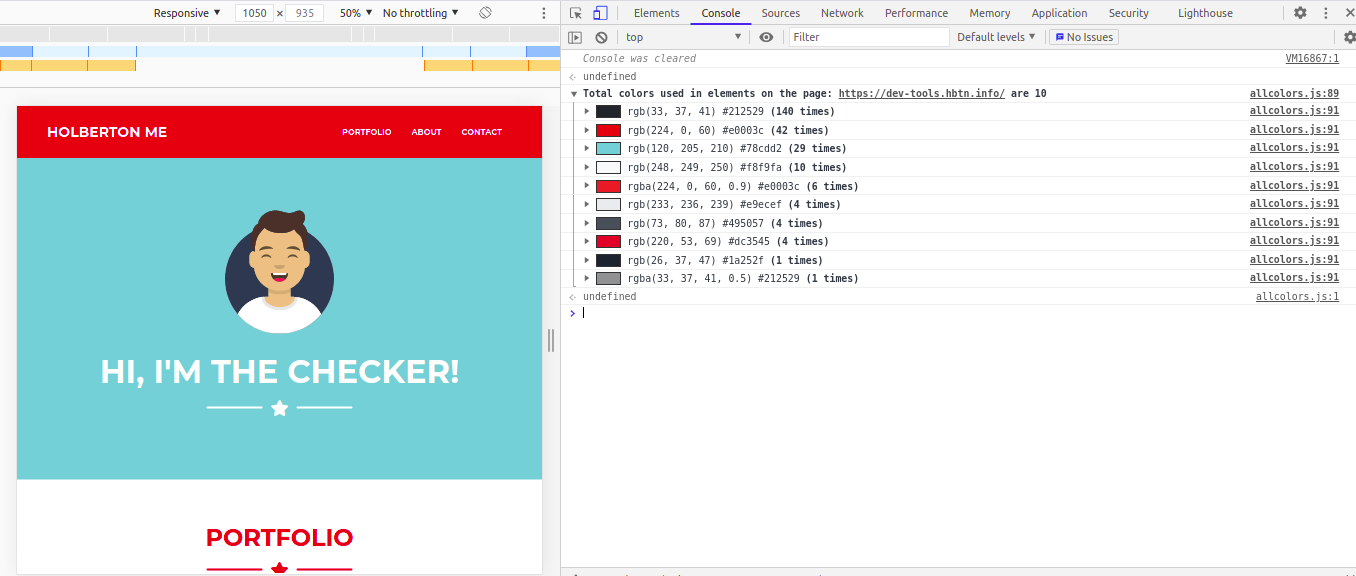 Responsive ▼ 1050 × 935 50% ▼ No throttling ▼
Elements Console Sources Network Performance Memory Application Security Lighthouse
top ▼ Filter Default levels ▼ No Issues
Console was cleared VM16867:1
undefined
Total colors used in elements on the page: https://dev-tools.hbtn.info/ are 10 allcolors.js:89
rgb(33, 37, 41) #212529 (140 times) allcolors.js:91
rgb(224, 0, 60) #e0003c (42 times) allcolors.js:91
rgb(120, 205, 210) #78cdd2 (29 times) allcolors.js:91
rgb(248, 249, 250) #f8f9fa (10 times) allcolors.js:91
rgba(224, 0, 60, 0.9) #e0003c (6 times) allcolors.js:91
rgb(233, 236, 239) #e9ecef (4 times) allcolors.js:91
rgb(73, 80, 87) #495057 (4 times) allcolors.js:91
rgb(220, 53, 69) #dc3545 (4 times) allcolors.js:91
rgb(26, 37, 47) #1a252f (1 times) allcolors.js:91
rgba(33, 37, 41, 0.5) #212529 (1 times) allcolors.js:91
undefined allcolors.js:1
HOLBERTON ME PORTFOLIO ABOUT CONTACT
HI, I'M THE CHECKER!
PORTFOLIO